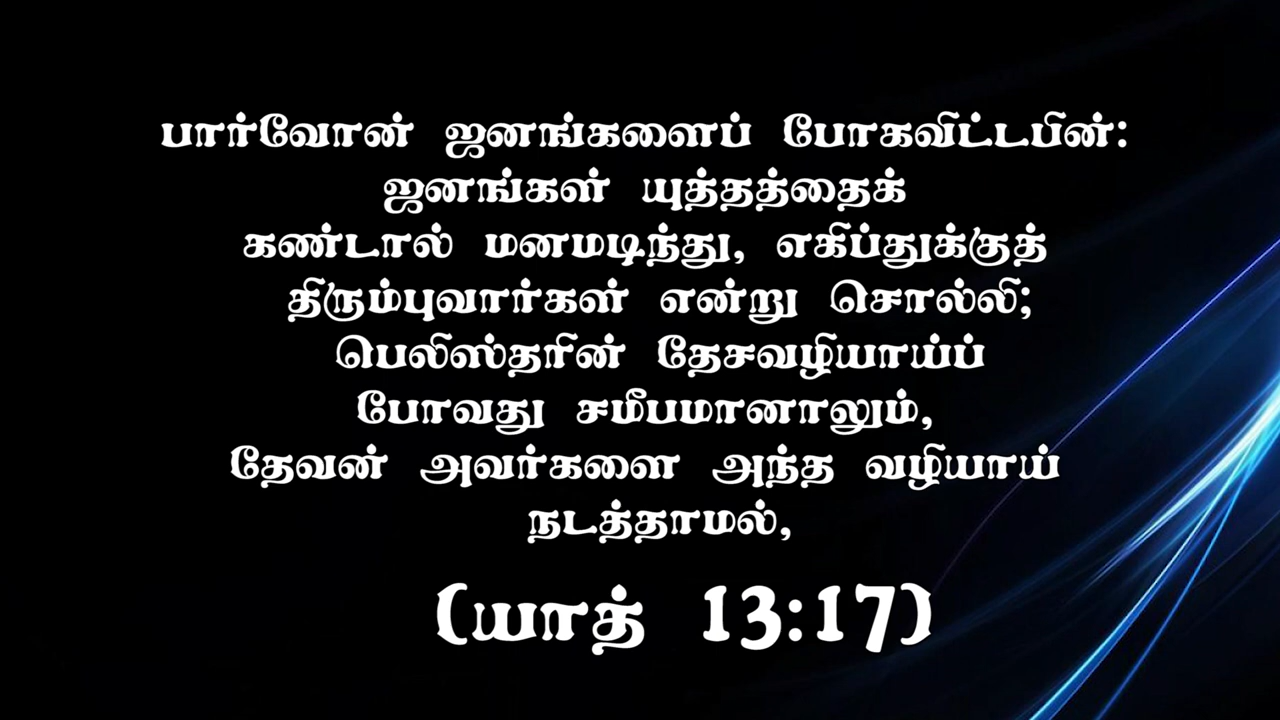 பார்வோன் ஜனங்களைப் போகவிட்டபின்:
ஜனங்கள் யுத்தத்தைக்
கண்டால் மனமடிந்து, எகிப்துக்குத்
திரும்புவார்கள் என்று சொல்லி;
பெலிஸ்தரின் தேசவழியாய்ப்
போவது சமீபமானாலும்,
தேவன் அவர்களை அந்த வழியாய்
நடத்தாமல்,
(யாத் 13:17)